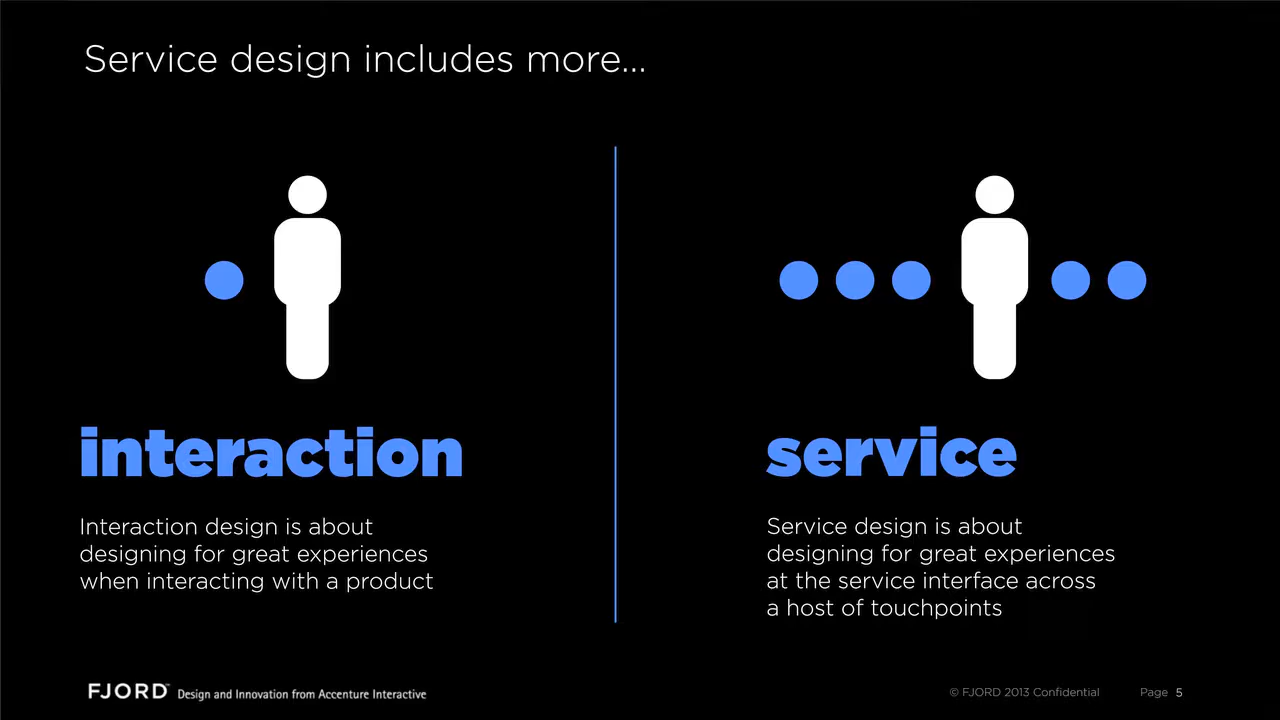 Service design includes more...
interaction
Interaction design is about
designing for great experiences
when interacting with a product
service
Service design is about
designing for great experiences
at the service interface across
a host of touchpoints
FJORD™ Design and Innovation from Accenture Interactive
© FJORD 2013 Confidential Page 5